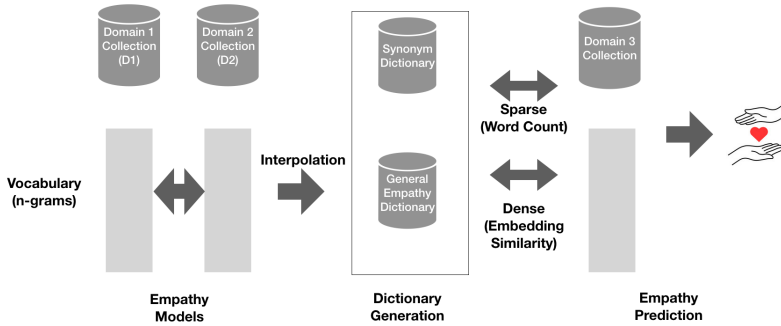 Domain 1
Collection
(D1)
Domain 2
Collection
(D2)
Synonym
Dictionary
Domain 3
Collection
Sparse
(Word Count)
Vocabulary
(n-grams)
Interpolation
General
Empathy
Dictionary
Dense
(Embedding
Similarity)
Empathy
Models
Dictionary
Generation
Empathy
Prediction